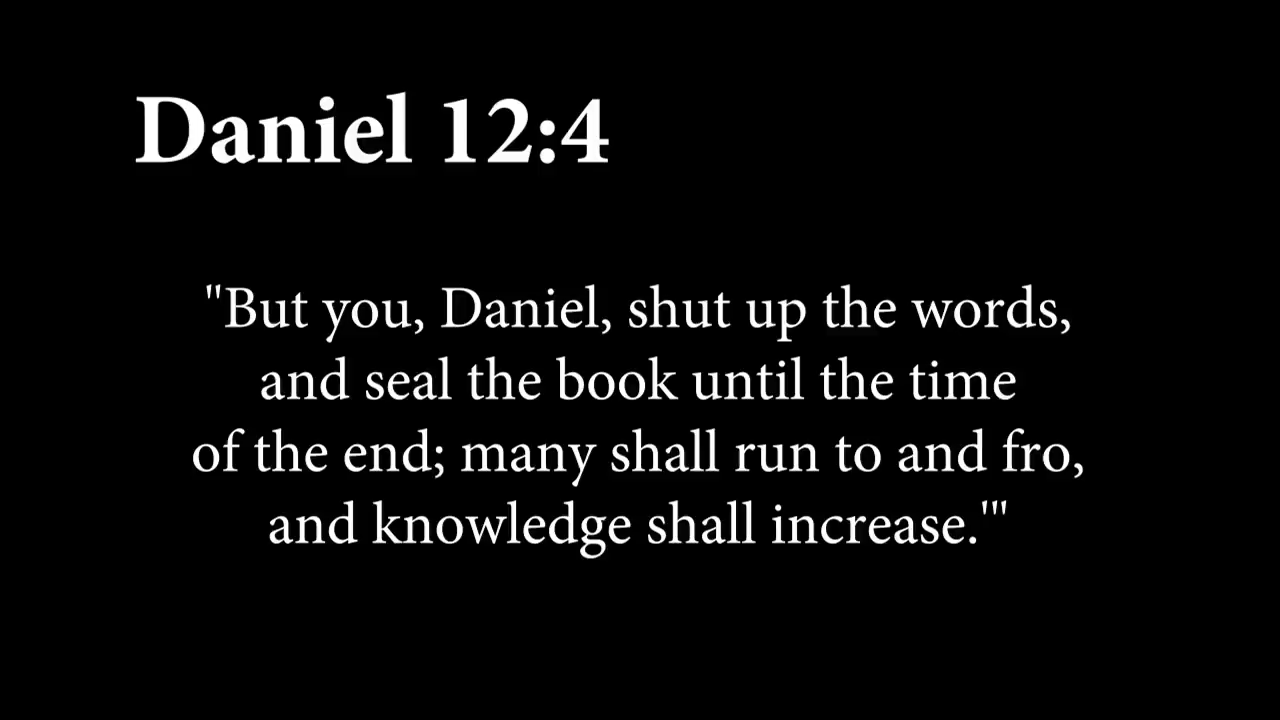 Daniel 12:4
"But you, Daniel, shut up the words,
and seal the book until the time
of the end; many shall run to and fro,
and knowledge shall increase.'"